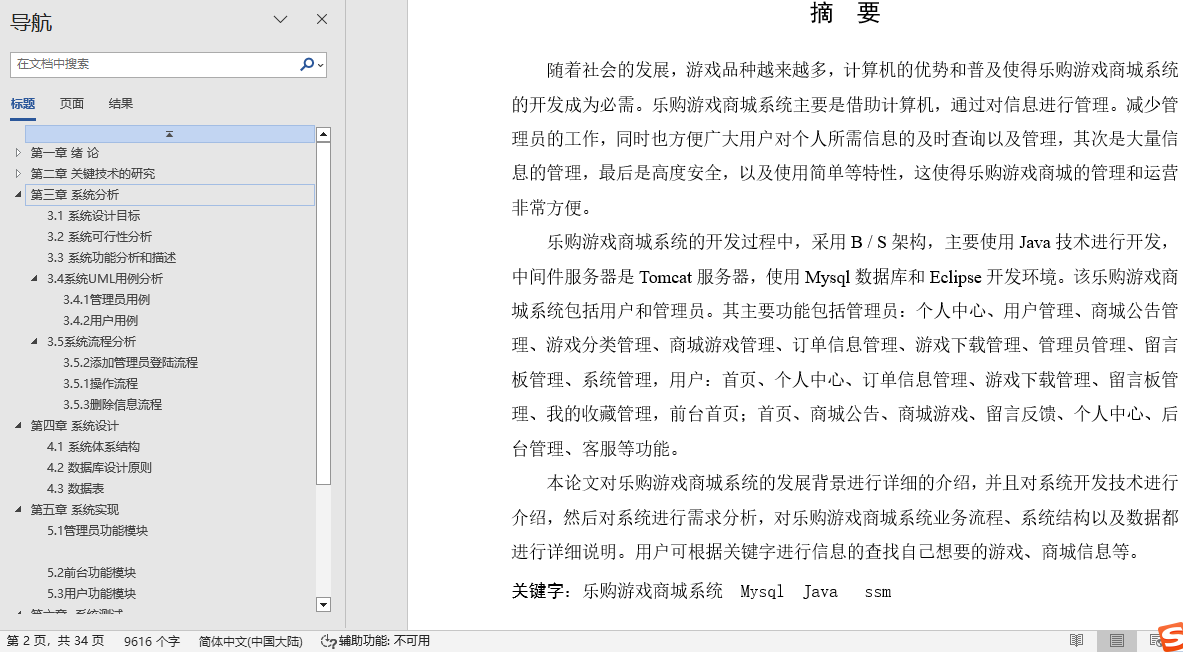 导航
在文档中搜索
标题 页面 结果
第一章 绪 论
第二章 关键技术的研究
第三章 系统分析
3.1 系统设计目标
3.2 系统可行性分析
3.3 系统功能分析和描述
3.4系统UML用例分析
3.4.1管理员用例
3.4.2用户用例
3.5系统流程分析
3.5.2添加管理员登陆流程
3.5.1操作流程
3.5.3删除信息流程
第四章 系统设计
4.1 系统体系结构
4.2 数据库设计原则
4.3 数据表
第五章 系统实现
5.1管理员功能模块
5.2前台功能模块
5.3用户功能模块
第六章 系统测试
摘 要
随着社会的发展，游戏品种越来越多，计算机的优势和普及使得乐购游戏商城系统
的开发成为必需。乐购游戏商城系统主要是借助计算机，通过对信息进行管理。减少管
理员的工作，同时也方便广大用户对个人所需信息的及时查询以及管理，其次是大量信
息的管理，最后是高度安全，以及使用简单等特性，这使得乐购游戏商城的管理和运营
非常方便。
乐购游戏商城系统的开发过程中，采用 B / S 架构，主要使用 Java 技术进行开发，
中间件服务器是 Tomcat 服务器，使用 Mysql 数据库和 Eclipse 开发环境。该乐购游戏商
城系统包括用户和管理员。其主要功能包括管理员：个人中心、用户管理、商城公告管
理、游戏分类管理、商城游戏管理、订单信息管理、游戏下载管理、管理员管理、留言
板管理、系统管理，用户：首页、个人中心、订单信息管理、游戏下载管理、留言板管
理、我的收藏管理，前台首页；首页、商城公告、商城游戏、留言反馈、个人中心、后
台管理、客服等功能。
本论文对乐购游戏商城系统的发展背景进行详细的介绍，并且对系统开发技术进行
介绍，然后对系统进行需求分析，对乐购游戏商城系统业务流程、系统结构以及数据都
进行详细说明。用户可根据关键字进行信息的查找自己想要的游戏、商城信息等。
关键字：乐购游戏商城系统 Mysql Java ssm
第 2 页，共 34 页 9616 个字 简体中文(中国大陆) 辅助功能: 不可用